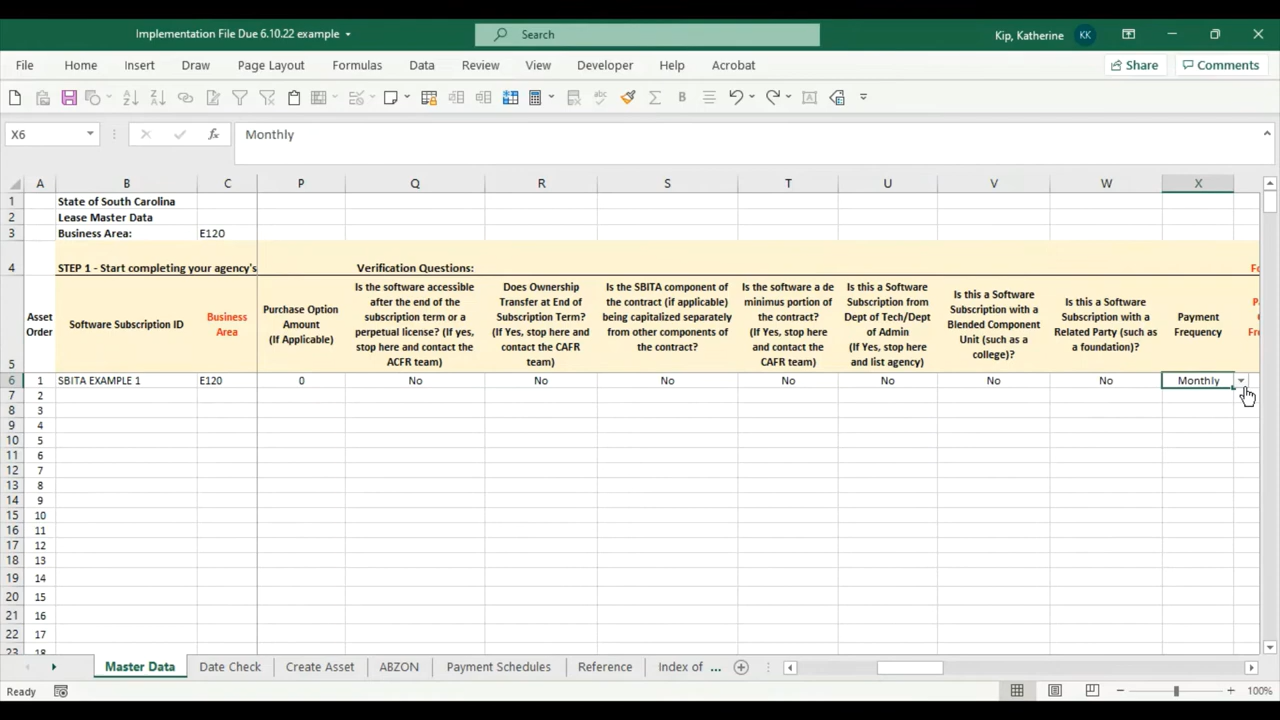 Implementation File Due 6.10.22 example
Search
Kip, Katherine
KK
File Home Insert Draw Page Layout Formulas Data Review View Developer Help Acrobat
Share
Comments
X6
fx
Monthly
A B C P Q R S T U V W X
1 State of South Carolina
2 Lease Master Data
3 Business Area: E120
4 STEP 1 - Start completing your agency's Verification Questions: Fo
5
Asset
Order
Software Subscription ID
Business
Area
Purchase Option
Amount
(If Applicable)
Is the software accessible
after the end of the
subscription term or a
perpetual license? (If yes,
stop here and contact the
ACFR team)
Does Ownership
Transfer at End of
Subscription Term?
(If Yes, stop here and
contact the CAFR
team)
Is the SBITA component of
the contract (if applicable)
being capitalized separately
from other components of
the contract?
Is the software a de
minimus portion of
the contract?
(If Yes, stop here
and contact the
CAFR team)
Is this a Software
Subscription from
Dept of Tech/Dept
of Admin
(If Yes, stop here
and list agency)
Is this a Software
Subscription with a
Blended Component
Unit (such as a
college)?
Is this a Software
Subscription with a
Related Party (such as
a foundation)?
Payment
Frequency
6 1 SBITA EXAMPLE 1 E120 0 No No No No No No No Monthly
7 2
8 3
9 4
10 5
11 6
12 7
13 8
14 9
15 10
16 11
17 12
18 13
19 14
20 15
21 16
22 17
23 18
Master Data Date Check Create Asset ABZON Payment Schedules Reference Index of ...
Ready
100%